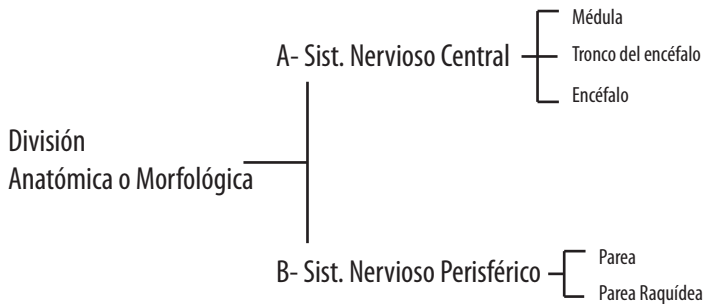 División
Anatómica o Morfológica
A- Sist. Nervioso Central
Médula
Tronco del encéfalo
Encéfalo
B- Sist. Nervioso Perisférico
Parea
Parea Raquídea